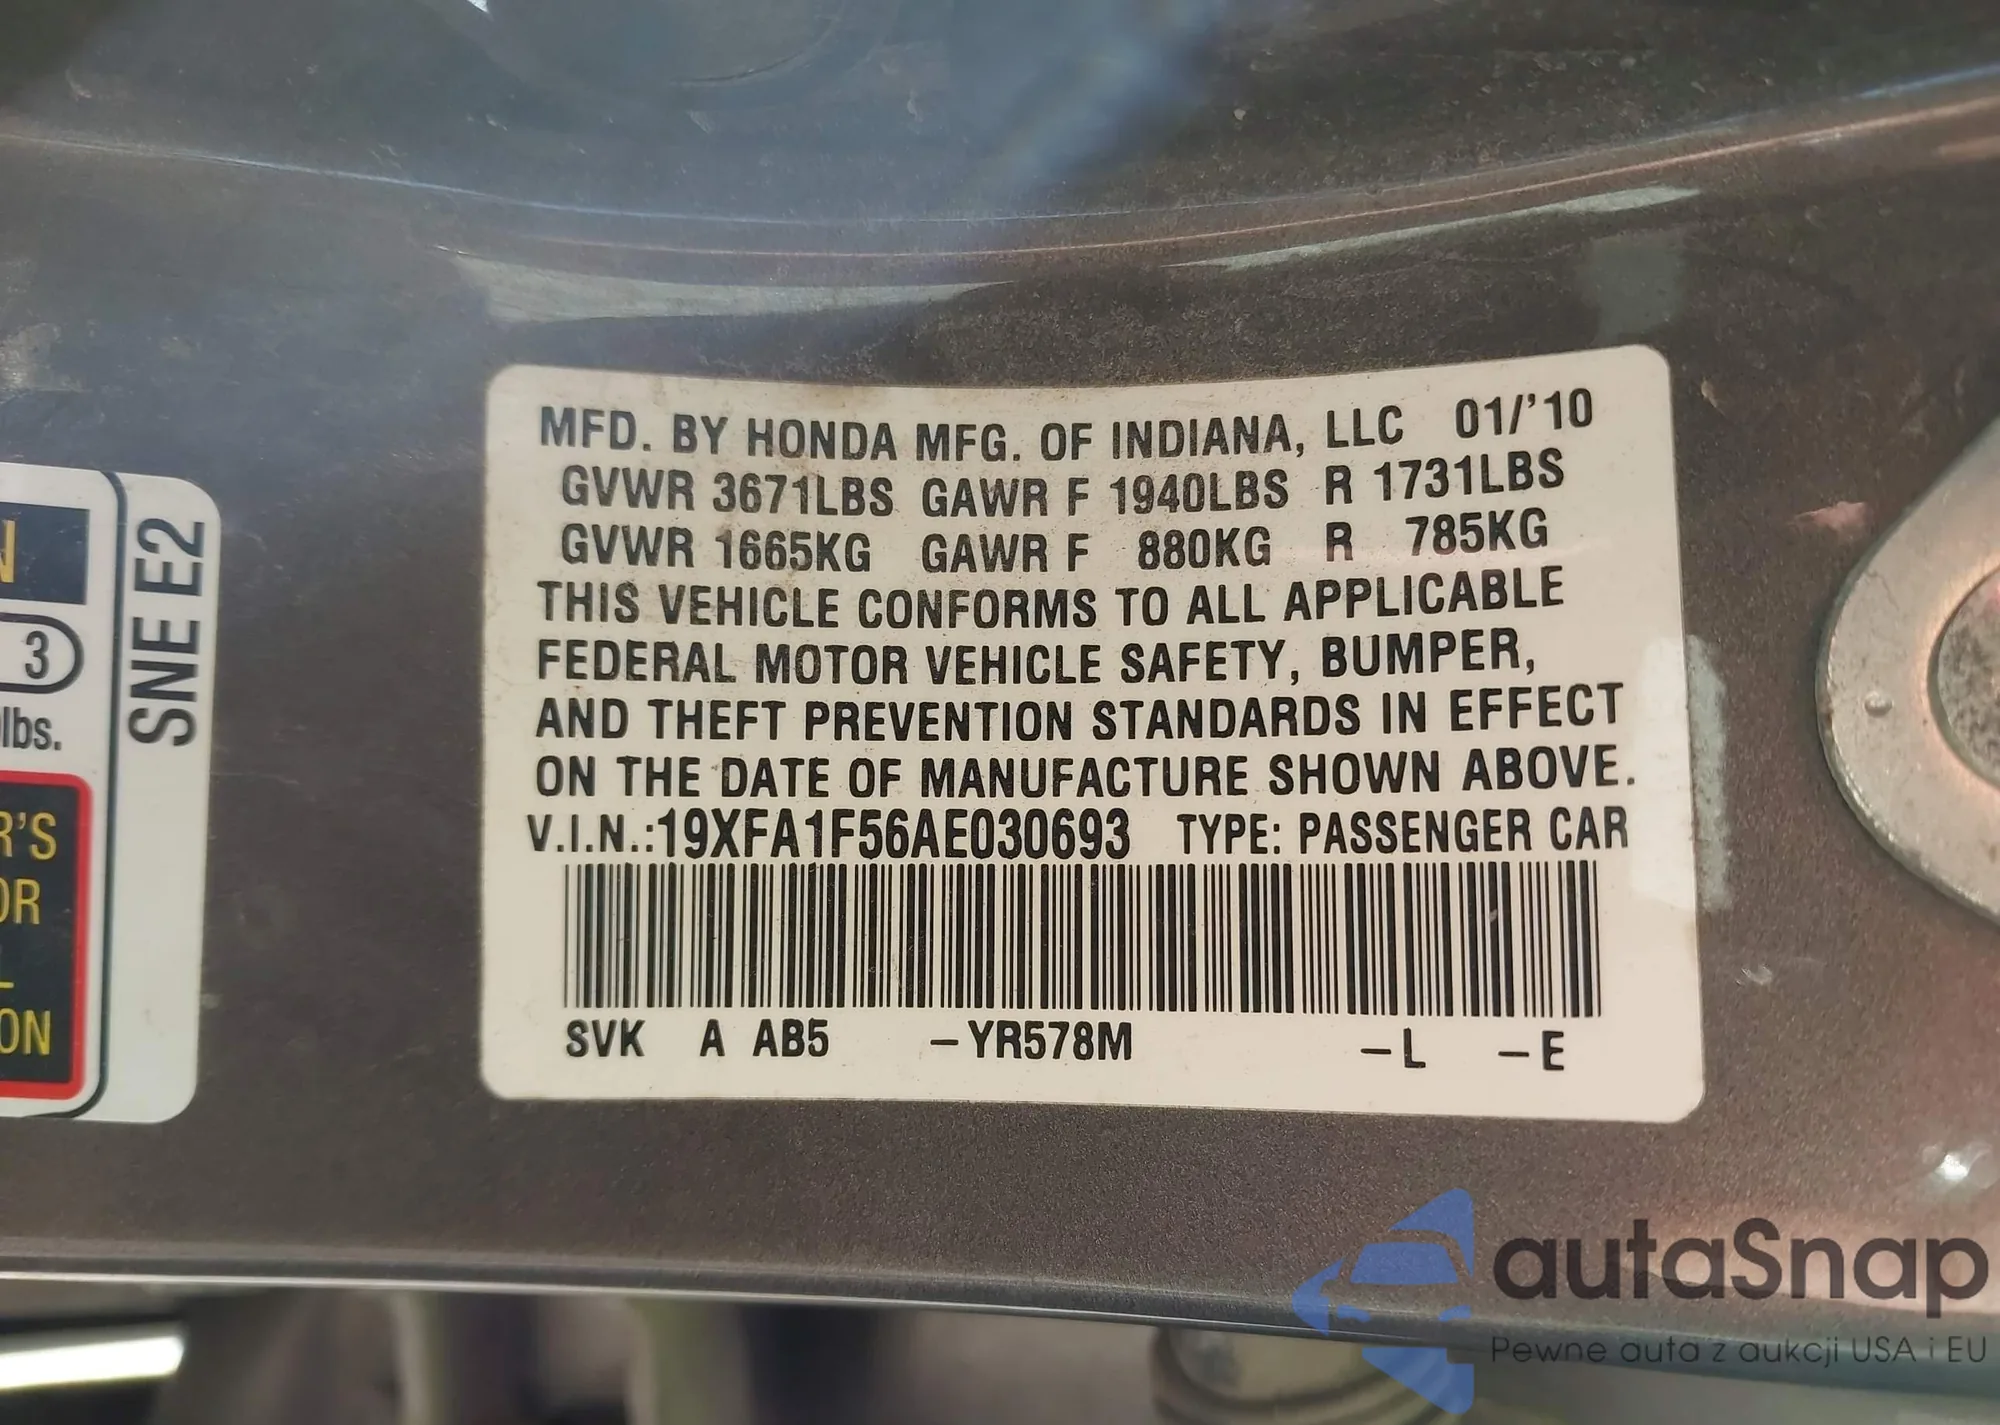 N
3
lbs.
R'S
OR
L
ON
SNE E2
MFD. BY HONDA MFG. OF INDIANA, LLC 01/'10
GVWR 3671LBS GAWR F 1940LBS R 1731LBS
GVWR 1665KG GAWR F 880KG R 785KG
THIS VEHICLE CONFORMS TO ALL APPLICABLE
FEDERAL MOTOR VEHICLE SAFETY, BUMPER,
AND THEFT PREVENTION STANDARDS IN EFFECT
ON THE DATE OF MANUFACTURE SHOWN ABOVE.
V.I.N.:19XFA1F56AE030693 TYPE: PASSENGER CAR
SVK A AB5 –YR578M –L –E
autaSnap
Pewne auta z aukcji USA i EU